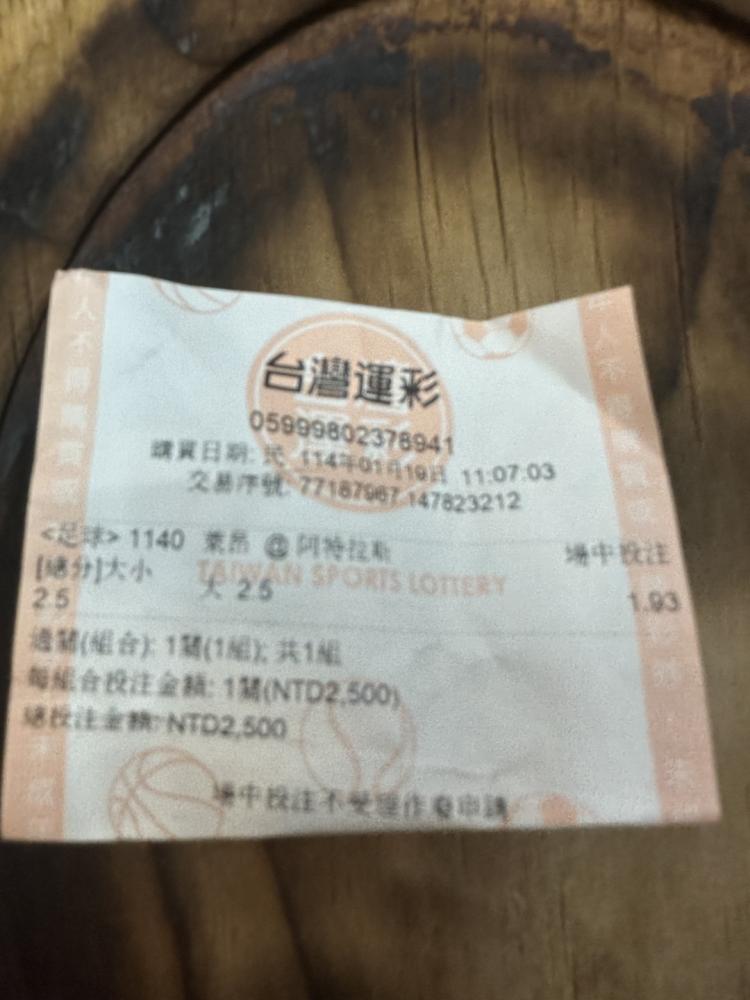 台灣運彩
05999802378941
購買日期: 民 114年01月19日 11:07:03
交易序號: 77187967 147823212
<足球> 1140 萊昂 @ 阿特拉斯 場中投注
[總分]大小 大 2.5 1.93
2.5
TAIWAN SPORTS LOTTERY
過關(組合): 1關(1組); 共1組
每組合投注金額: 1關(NTD2,500)
總投注金額: NTD2,500
場中投注不受理作廢申請